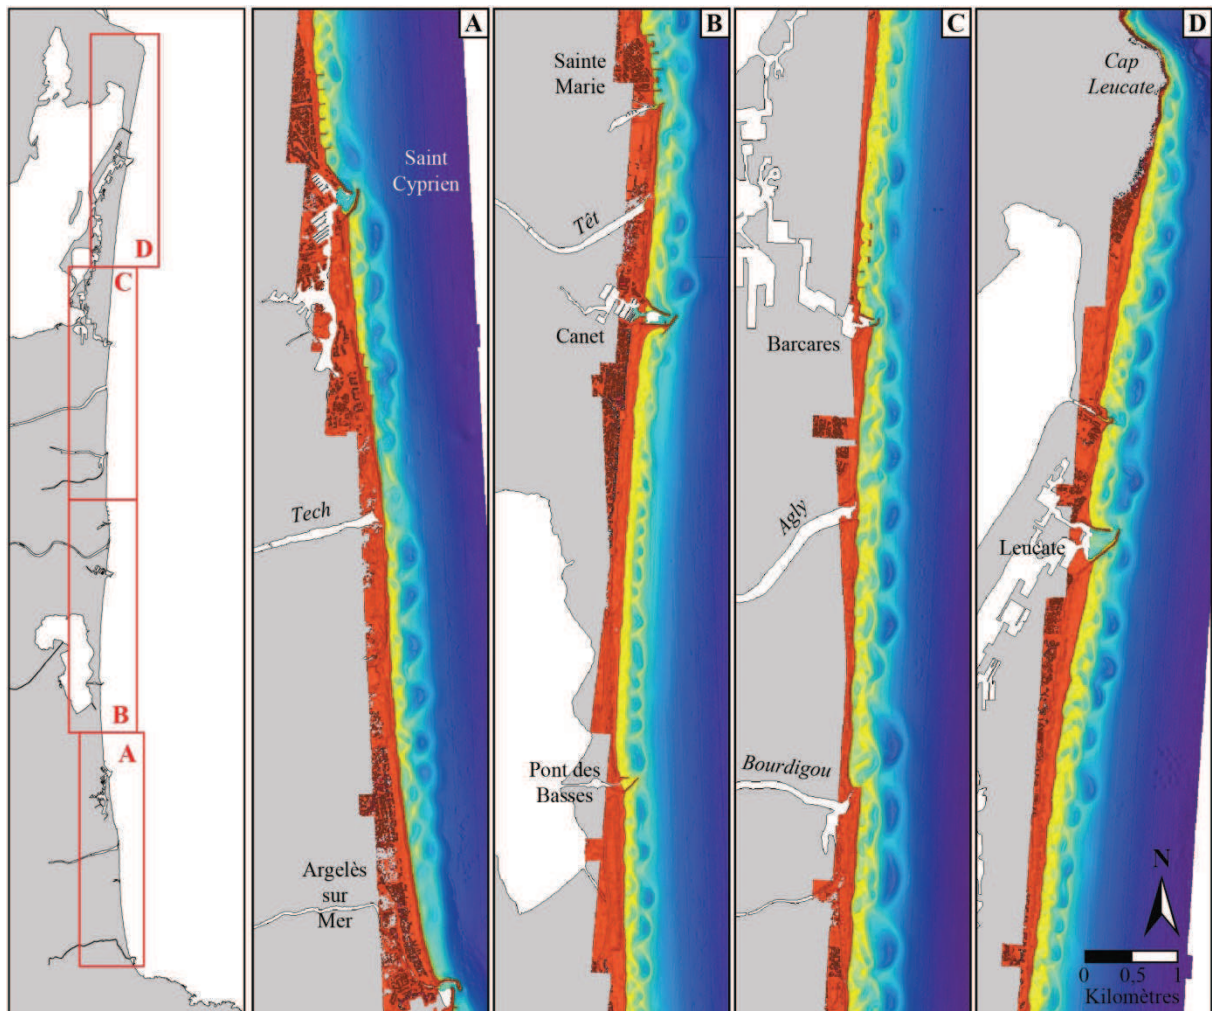 D
C
B
A
A
Saint
Cyprien
Tech
Argelès
sur
Mer
B
Sainte
Marie
Têt
Canet
Pont des
Basses
C
Barcares
Agly
Bourdigou
D
Cap
Leucate
Leucate
N
0 0,5 1
Kilomètres